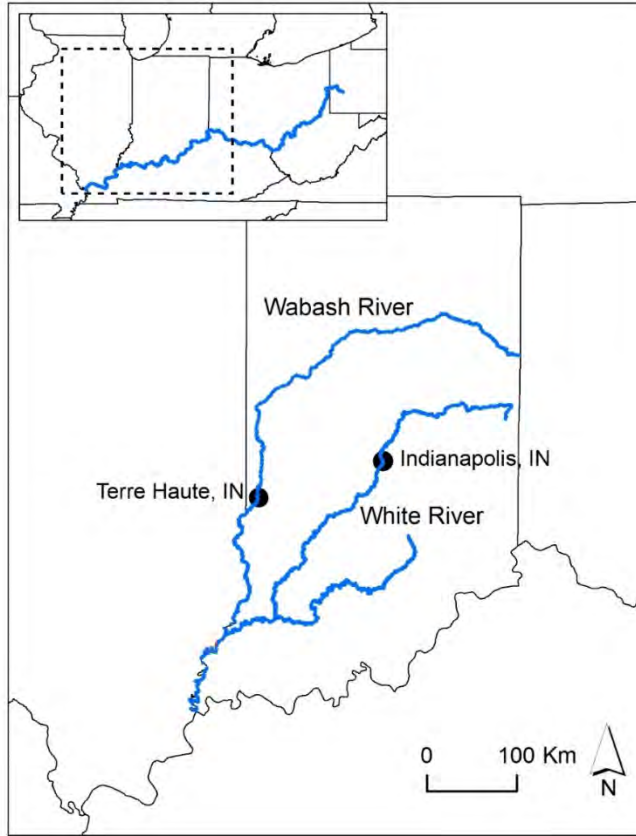 Wabash River
Indianapolis, IN
Terre Haute, IN
White River
0 100 Km
N